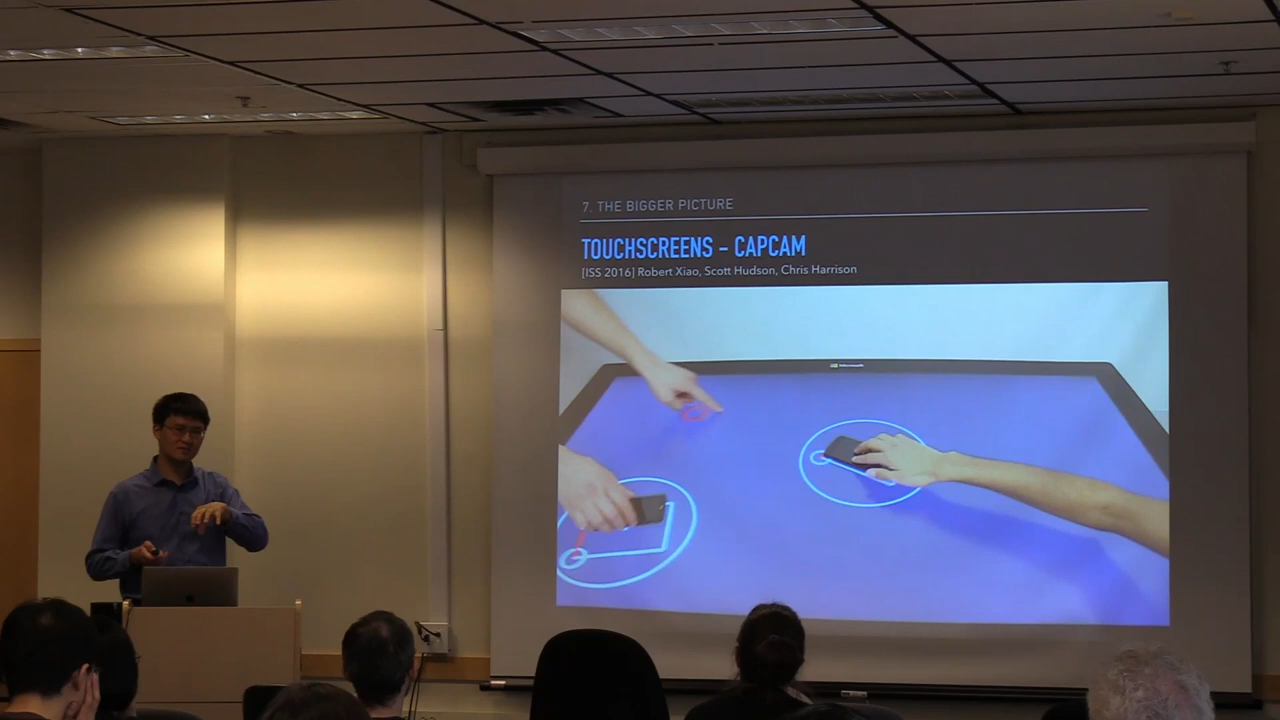 7. THE BIGGER PICTURE
TOUCHSCREENS - CAPCAM
[ISS 2016] Robert Xiao, Scott Hudson, Chris Harrison